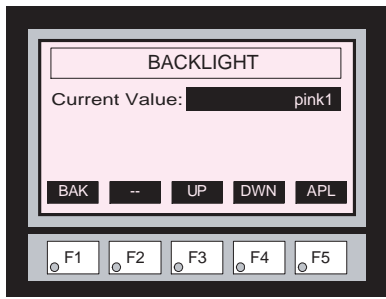 BACKLIGHT
Current Value: pink1
BAK -- UP DWN APL
F1 F2 F3 F4 F5